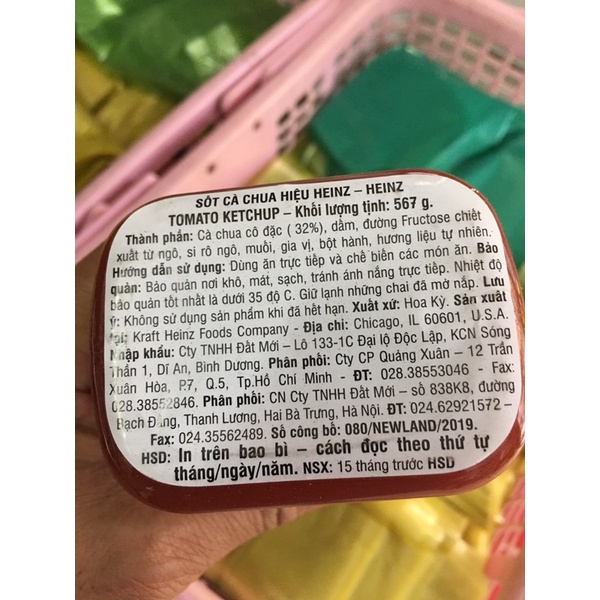 SỐT CÀ CHUA HIỆU HEINZ – HEINZ
TOMATO KETCHUP – Khối lượng tịnh: 567 g.
Thành phần: Cà chua cô đặc ( 32%), dấm, đường Fructose chiết
xuất từ ngô, si rô ngô, muối, gia vị, bột hành, hương liệu tự nhiên.
Hướng dẫn sử dụng: Dùng ăn trực tiếp và chế biến các món ăn. Bảo
quản: Bảo quản nơi khô, mát, sạch, tránh ánh nắng trực tiếp. Nhiệt độ
bảo quản tốt nhất là dưới 35 độ C. Giữ lạnh những chai đã mở nắp. Lưu
ý: Không sử dụng sản phẩm khi đã hết hạn. Xuất xứ: Hoa Kỳ. Sản xuất
tại: Kraft Heinz Foods Company - Địa chỉ: Chicago, IL 60601, U.S.A.
Nhập khẩu: Cty TNHH Đất Mới – Lô 133-1C Đại lộ Độc Lập, KCN Sóng
Thần 1, Dĩ An, Bình Dương. Phân phối: Cty CP Quảng Xuân – 12 Trần
Xuân Hòa, P.7, Q.5, Tp.Hồ Chí Minh - ĐT: 028.38553046 - Fax:
028.38552846. Phân phối: CN Cty TNHH Đất Mới – số 838K8, đường
Bạch Đằng, Thanh Lương, Hai Bà Trưng, Hà Nội. ĐT: 024.62921572 –
Fax: 024.35562489. Số công bố: 080/NEWLAND/2019.
HSD: In trên bao bì – cách đọc theo thứ tự
tháng/ngày/năm. NSX: 15 tháng trước HSD